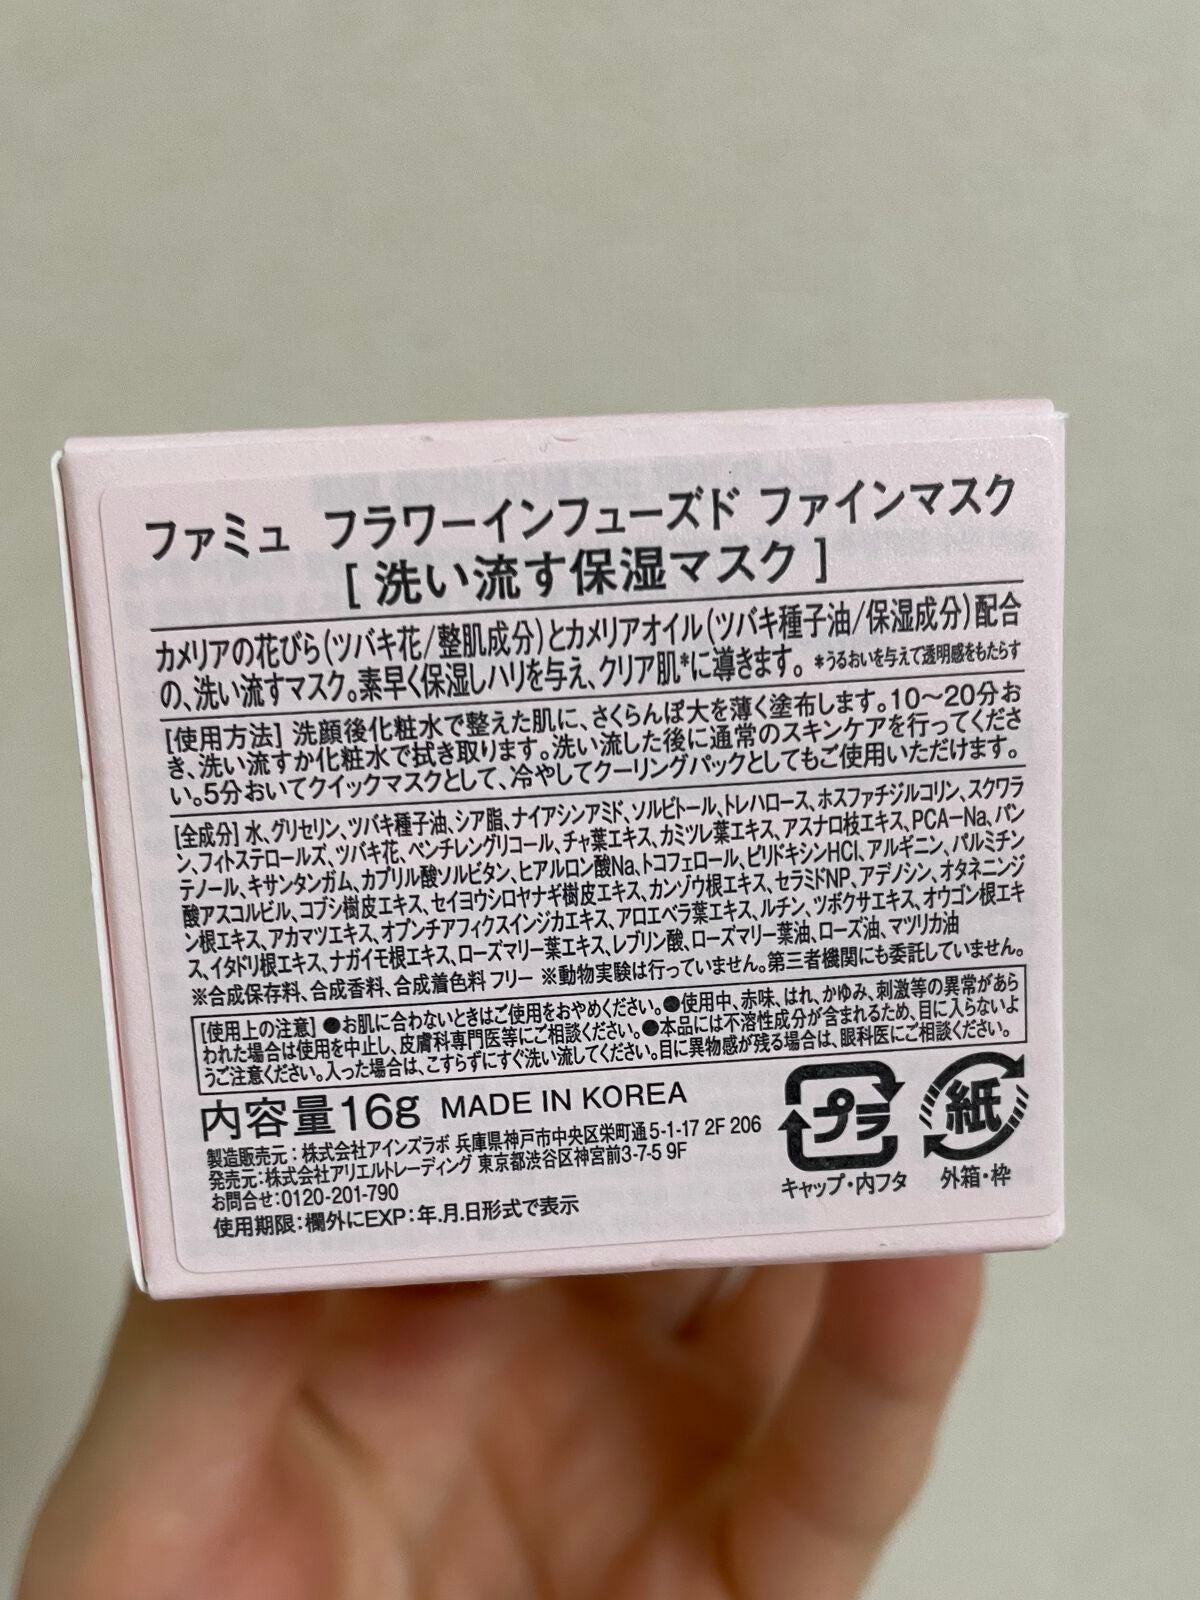 ファミュ フラワーインフューズド ファインマスク
[ 洗い流す保湿マスク ]
カメリアの花びら(ツバキ花/整肌成分)とカメリアオイル(ツバキ種子油/保湿成分)配合
の、洗い流すマスク。素早く保湿しハリを与え、クリア肌*に導きます。 *うるおいを与えて透明感をもたらす
[使用方法] 洗顔後化粧水で整えた肌に、さくらんぼ大を薄く塗布します。10〜20分お
き、洗い流すか化粧水で拭き取ります。洗い流した後に通常のスキンケアを行ってくださ
い。5分おいてクイックマスクとして、冷やしてクーリングパックとしてもご使用いただけます。
[全成分] 水、グリセリン、ツバキ種子油、シア脂、ナイアシンアミド、ソルビトール、トレハロース、ホスファチジルコリン、スクワラ
ン、フィトステロールズ、ツバキ花、ペンチレングリコール、チャ葉エキス、カミツレ葉エキス、アスナロ枝エキス、PCA-Na、パン
テノール、キサンタンガム、カプリル酸ソルビタン、ヒアルロン酸Na、トコフェロール、ピリドキシンHCl、アルギニン、パルミチン
酸アスコルビル、コブシ樹皮エキス、セイヨウシロヤナギ樹皮エキス、カンゾウ根エキス、セラミドNP、アデノシン、オタネニンジ
ン根エキス、アカマツエキス、オプンチアフィクスインジカエキス、アロエベラ葉エキス、ルチン、ツボクサエキス、オウゴン根エキ
ス、イタドリ根エキス、ナガイモ根エキス、ローズマリー葉エキス、レブリン酸、ローズマリー葉油、ローズ油、マツリカ油
※合成保存料、合成香料、合成着色料 フリー ※動物実験は行っていません。第三者機関にも委託していません。
[使用上の注意] ●お肌に合わないときはご使用をおやめください。●使用中、赤味、はれ、かゆみ、刺激等の異常があら
われた場合は使用を中止し、皮膚科専門医等にご相談ください。●本品には不溶性成分が含まれるため、目に入らないよ
うご注意ください。入った場合は、こすらずにすぐ洗い流してください。目に異物感が残る場合は、眼科医にご相談ください。
内容量16g MADE IN KOREA
製造販売元：株式会社アインズラボ 兵庫県神戸市中央区栄町通5-1-17 2F 206
発売元：株式会社アリエルトレーディング 東京都渋谷区神宮前3-7-5 9F
お問合せ：0120-201-790
使用期限：欄外にEXP：年.月.日形式で表示
プラ
キャップ・内フタ
紙
外箱・枠